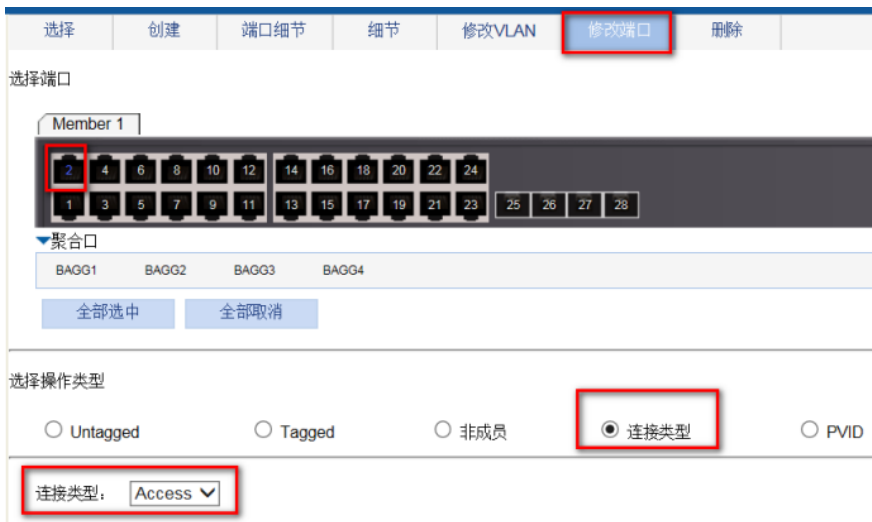 选择 创建 端口细节 细节 修改VLAN 修改端口 删除
选择端口
Member 1
2 4 6 8 10 12 14 16 18 20 22 24
1 3 5 7 9 11 13 15 17 19 21 23 25 26 27 28
聚合口
BAGG1 BAGG2 BAGG3 BAGG4
全部选中 全部取消
选择操作类型
Untagged Tagged 非成员 连接类型 PVID
连接类型： Access